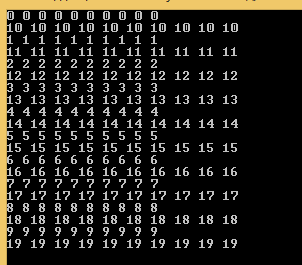 0 0 0 0 0 0 0 0 0 0
10 10 10 10 10 10 10 10 10 10
1 1 1 1 1 1 1 1 1 1
11 11 11 11 11 11 11 11 11 11
2 2 2 2 2 2 2 2 2 2
12 12 12 12 12 12 12 12 12 12
3 3 3 3 3 3 3 3 3 3
13 13 13 13 13 13 13 13 13 13
4 4 4 4 4 4 4 4 4 4
14 14 14 14 14 14 14 14 14 14
5 5 5 5 5 5 5 5 5 5
15 15 15 15 15 15 15 15 15 15
6 6 6 6 6 6 6 6 6 6
16 16 16 16 16 16 16 16 16 16
7 7 7 7 7 7 7 7 7 7
17 17 17 17 17 17 17 17 17 17
8 8 8 8 8 8 8 8 8 8
18 18 18 18 18 18 18 18 18 18
9 9 9 9 9 9 9 9 9 9
19 19 19 19 19 19 19 19 19 19